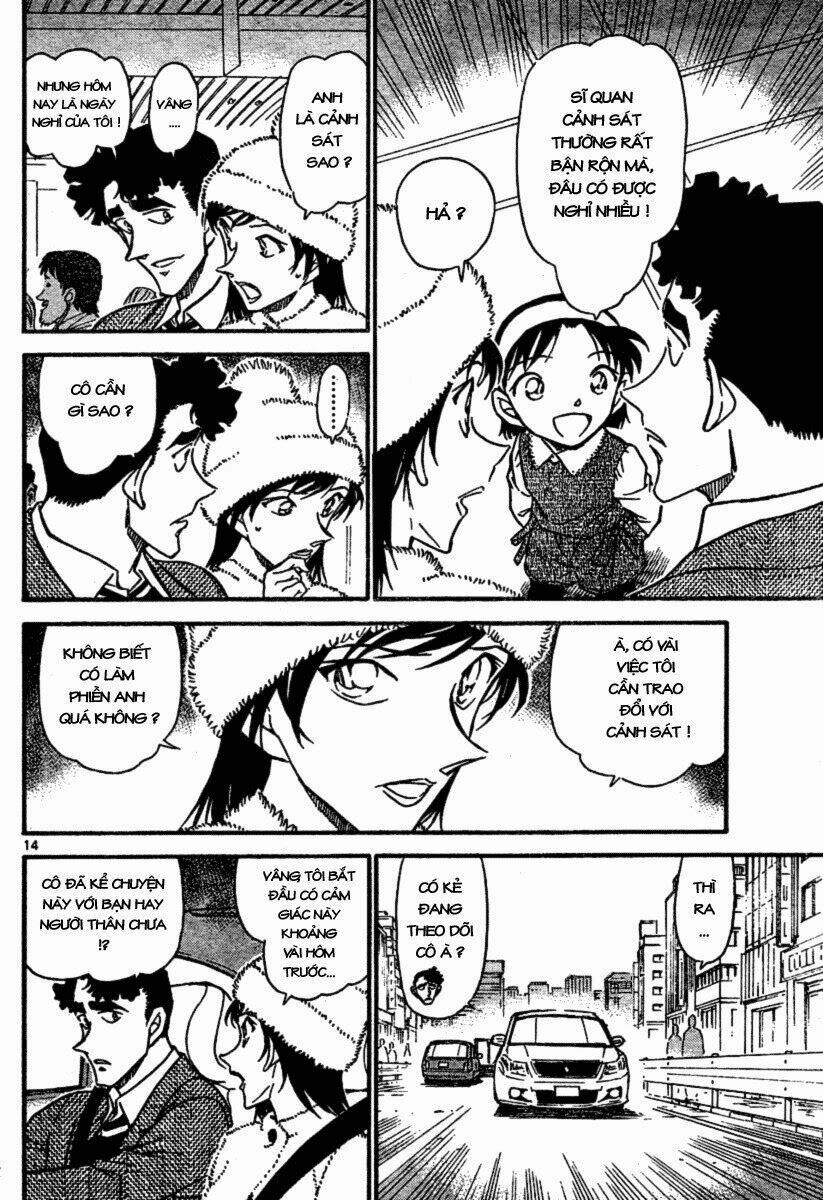 SĨ QUAN
CẢNH SÁT
THƯỜNG RẤT
BẬN RỘN MÀ,
ĐÂU CÓ ĐƯỢC
NGHỈ NHIỀU !
HẢ ?
ANH
LÀ CẢNH
SÁT
SAO ?
VÂNG
....
NHƯNG HÔM
NAY LÀ NGÀY
NGHỈ CỦA TÔI !
........
CÔ CẦN
GÌ SAO ?
À, CÓ VÀI
VIỆC TÔI
CẦN TRAO
ĐỔI VỚI
CẢNH SÁT !
KHÔNG BIẾT
CÓ LÀM
PHIỀN ANH
QUÁ KHÔNG ?
14
THÌ
RA
...
CÓ KẺ
ĐANG
THEO DÕI
CÔ À ?
VÂNG TÔI BẮT
ĐẦU CÓ CẢM
GIÁC NÀY
KHOẢNG
VÀI HÔM
TRƯỚC...
CÔ ĐÃ KỂ CHUYỆN
NÀY VỚI BẠN HAY
NGƯỜI THÂN CHƯA
!?